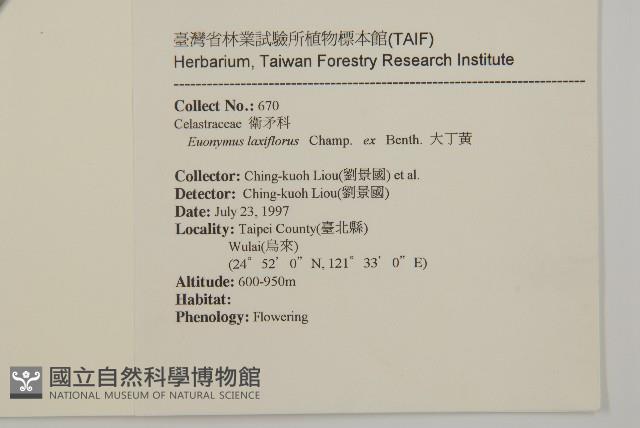 臺灣省林業試驗所植物標本館(TAIF)
Herbarium, Taiwan Forestry Research Institute
Collect No.: 670
Celastraceae 衛矛科
Euonymus laxiflorus Champ. ex Benth. 大丁黃
Collector: Ching-kuoh Liou(劉景國) et al.
Detector: Ching-kuoh Liou(劉景國)
Date: July 23, 1997
Locality: Taipei County(臺北縣)
Wulai(烏來)
(24° 52’ 0” N, 121° 33’ 0” E)
Altitude: 600-950m
Habitat:
Phenology: Flowering
國立自然科學博物館
NATIONAL MUSEUM OF NATURAL SCIENCE